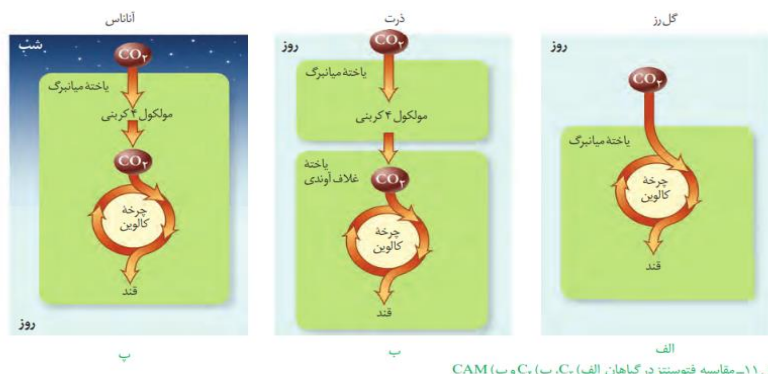 گل رز
روز
CO۲
یاختهٔ میانبرگ
چرخهٔ
کالوین
قند
الف
ذرت
روز
CO۲
یاختهٔ میانبرگ
مولکول ۴ کربنی
یاختهٔ
غلاف آوندی
CO۲
چرخهٔ
کالوین
قند
ب
آناناس
شب
CO۲
یاختهٔ میانبرگ
مولکول ۴ کربنی
CO۲
چرخهٔ
کالوین
قند
روز
پ
۱۱ـ مقایسه فتوسنتز در گیاهان الف) C۳، ب) C۴ و پ) CAM